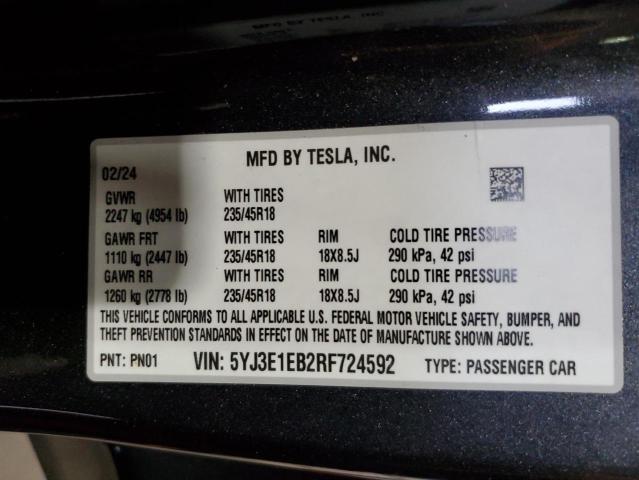 MFD BY TESLA, INC.
MFD BY TESLA, INC.
02/24
GVWR WITH TIRES
2247 kg (4954 lb) 235/45R18
GAWR FRT WITH TIRES RIM COLD TIRE PRESSURE
1110 kg (2447 lb) 235/45R18 18X8.5J 290 kPa, 42 psi
GAWR RR WITH TIRES RIM COLD TIRE PRESSURE
1260 kg (2778 lb) 235/45R18 18X8.5J 290 kPa, 42 psi
THIS VEHICLE CONFORMS TO ALL APPLICABLE U.S. FEDERAL MOTOR VEHICLE SAFETY, BUMPER, AND
THEFT PREVENTION STANDARDS IN EFFECT ON THE DATE OF MANUFACTURE SHOWN ABOVE.
PNT: PN01 VIN: 5YJ3E1EB2RF724592 TYPE: PASSENGER CAR